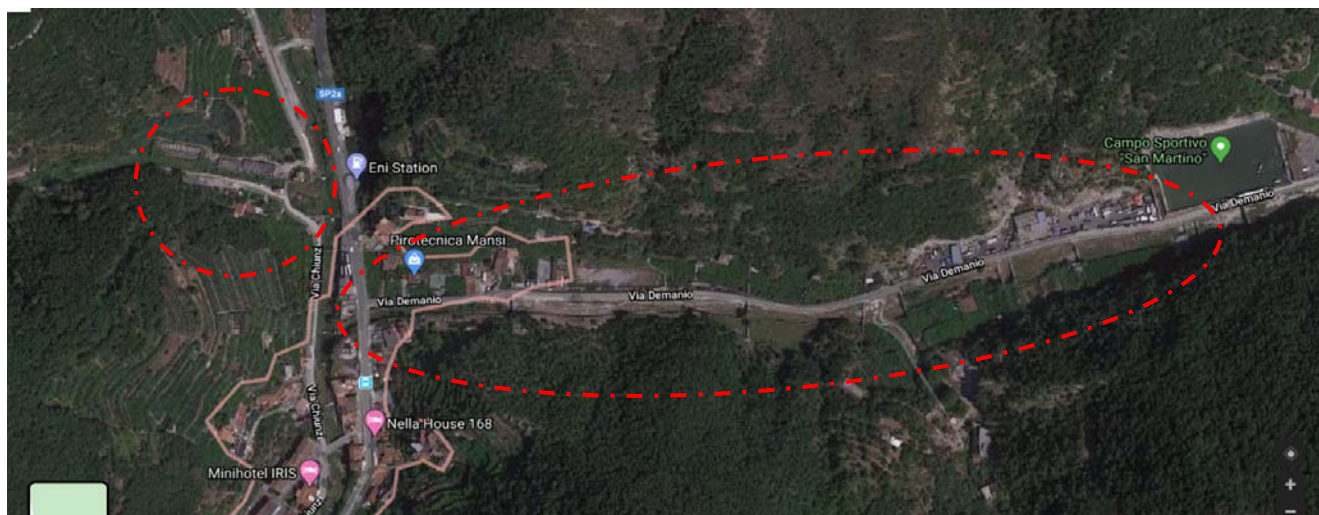 SP2a
Eni Station
Campo Sportivo
"San Martino"
Via Demanio
Pirotecnica Mansi
Via Chiunzi
Via Demanio
Via Demanio
Via Demanio
Via Chiunzi
Nella House 168
Minihotel IRIS